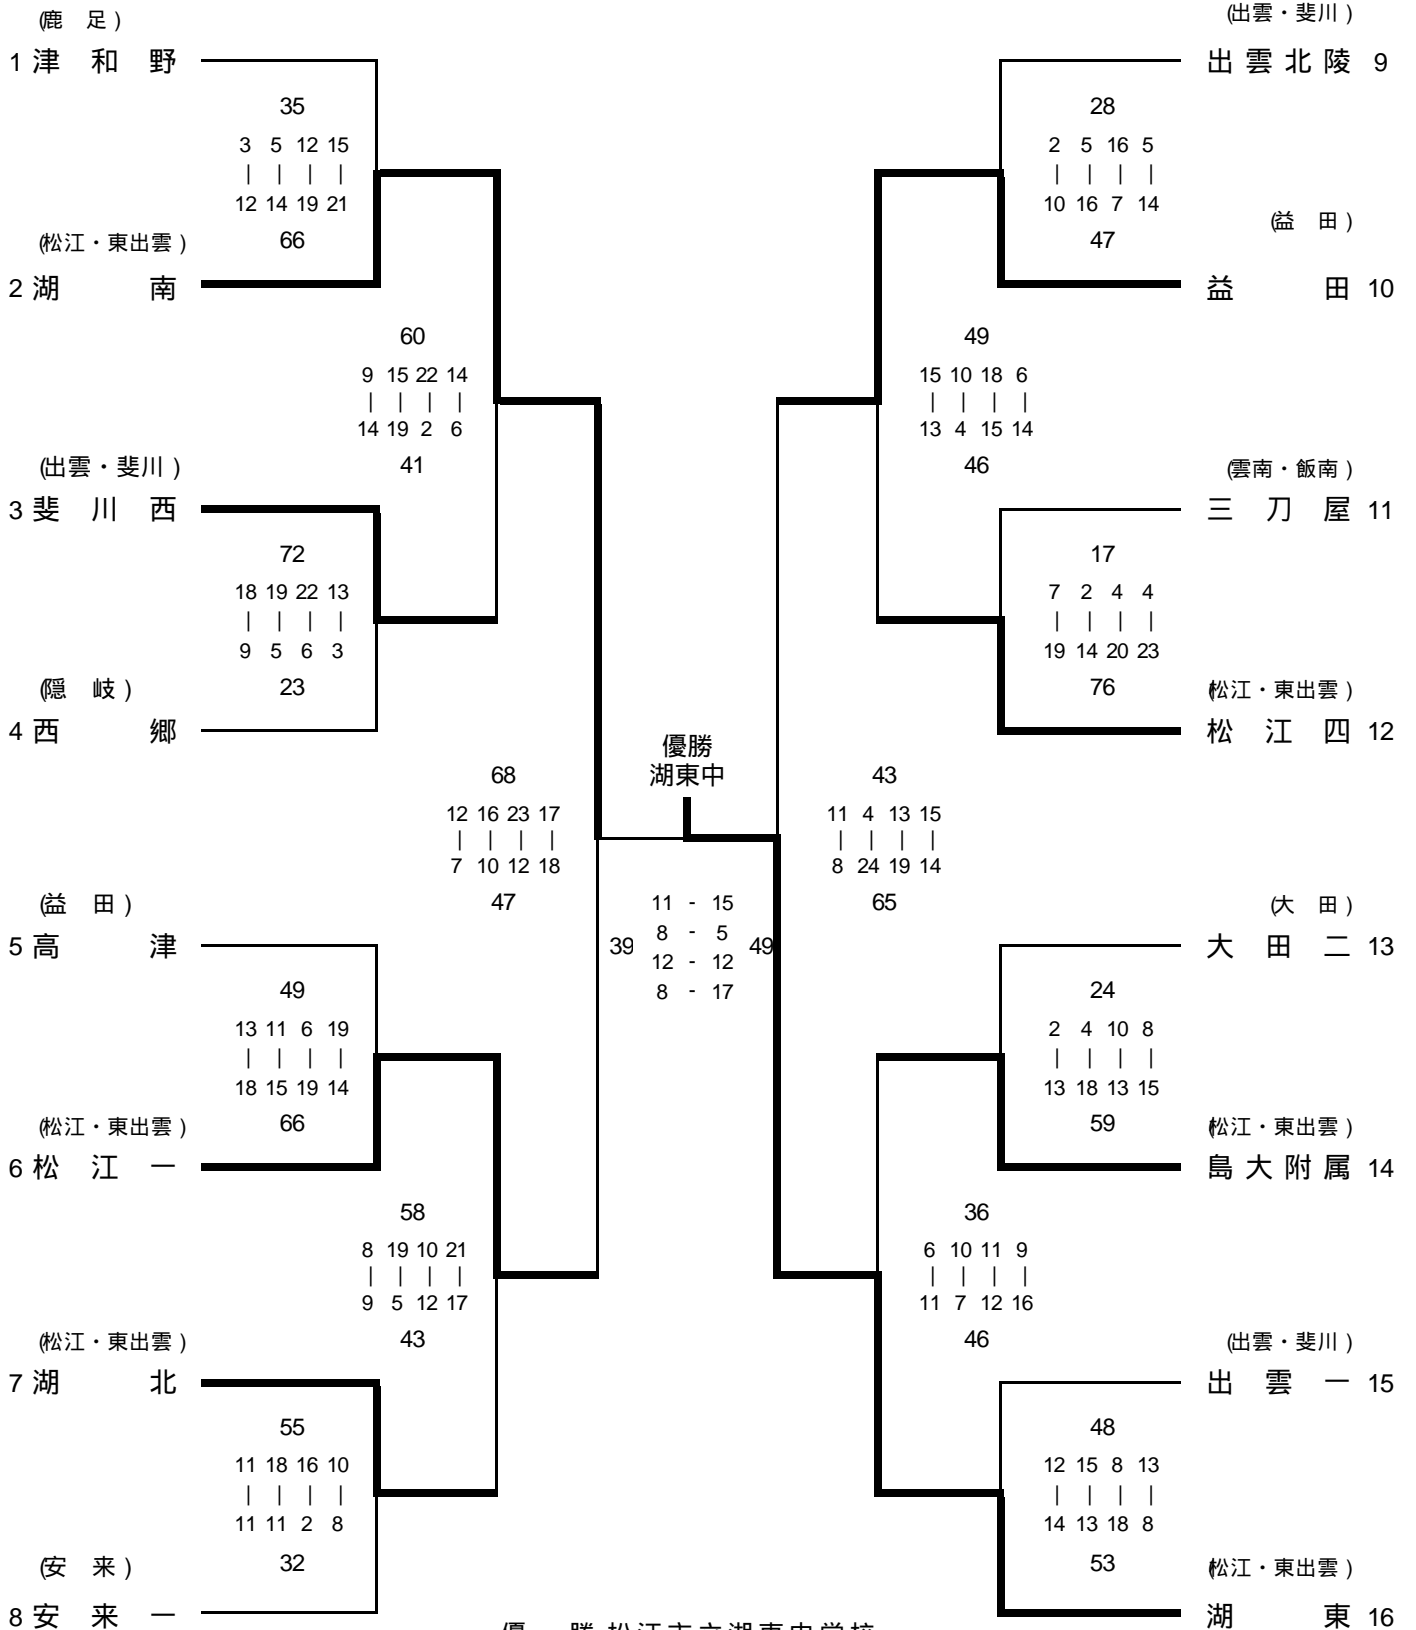 (鹿 足)
1 津 和 野
35
3 5 12 15
| | | |
12 14 19 21
66
(松江・東出雲)
2 湖 南
60
9 15 22 14
| | | |
14 19 2 6
41
(出雲・斐川)
3 斐 川 西
72
18 19 22 13
| | | |
9 5 6 3
23
(隠 岐)
4 西 郷
68
12 16 23 17
| | | |
7 10 12 18
47
(益 田)
5 高 津
49
13 11 6 19
| | | |
18 15 19 14
66
(松江・東出雲)
6 松 江 一
58
8 19 10 21
| | | |
9 5 12 17
43
(松江・東出雲)
7 湖 北
55
11 18 16 10
| | | |
11 11 2 8
32
(安 来)
8 安 来 一
優勝
湖東中
11 - 15
8 - 5
39 49
12 - 12
8 - 17
(出雲・斐川)
出雲北陵 9
28
2 5 16 5
| | | |
10 16 7 14
47
(益 田)
益 田 10
49
15 10 18 6
| | | |
13 4 15 14
46
(雲南・飯南)
三 刀 屋 11
17
7 2 4 4
| | | |
19 14 20 23
76
(松江・東出雲)
松 江 四 12
43
11 4 13 15
| | | |
8 24 19 14
65
(大 田)
大 田 二 13
24
2 4 10 8
| | | |
13 18 13 15
59
(松江・東出雲)
島大附属 14
36
6 10 11 9
| | | |
11 7 12 16
46
(出雲・斐川)
出 雲 一 15
48
12 15 8 13
| | | |
14 13 18 8
53
(松江・東出雲)
湖 東 16
優 勝 松江市立湖東中学校